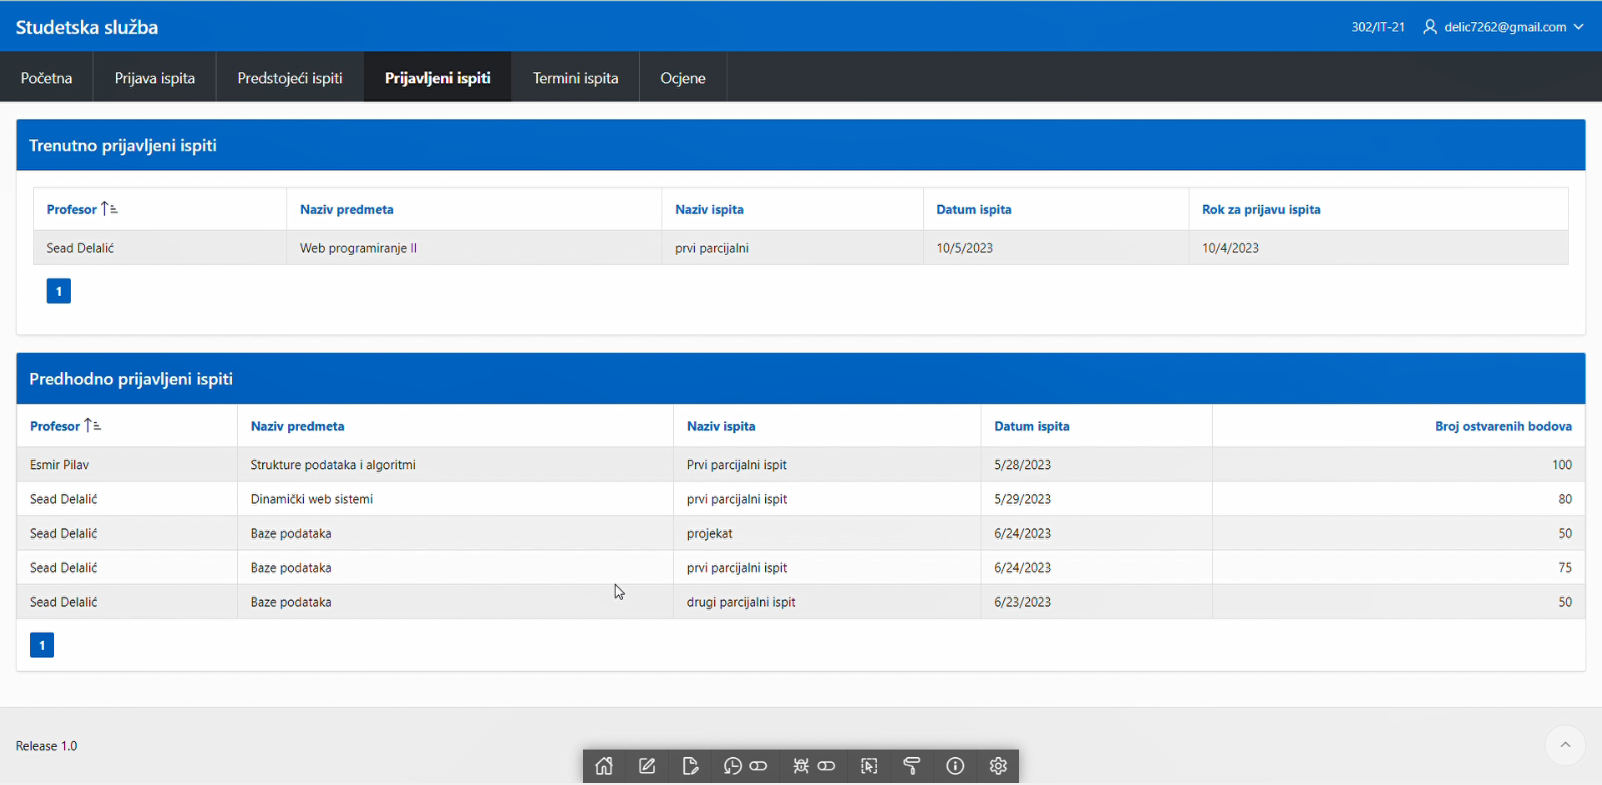 Studetska služba
302/IT-21 delic7262@gmail.com
Početna Prijava ispita Predstojeći ispiti Prijavljeni ispiti Termini ispita Ocjene
Trenutno prijavljeni ispiti
Profesor Naziv predmeta Naziv ispita Datum ispita Rok za prijavu ispita
Sead Delalić Web programiranje II prvi parcijalni 10/5/2023 10/4/2023
1
Predhodno prijavljeni ispiti
Profesor Naziv predmeta Naziv ispita Datum ispita Broj ostvarenih bodova
Esmir Pilav Strukture podataka i algoritmi Prvi parcijalni ispit 5/28/2023 100
Sead Delalić Dinamički web sistemi prvi parcijalni ispit 5/29/2023 80
Sead Delalić Baze podataka projekat 6/24/2023 50
Sead Delalić Baze podataka prvi parcijalni ispit 6/24/2023 75
Sead Delalić Baze podataka drugi parcijalni ispit 6/23/2023 50
1
Release 1.0